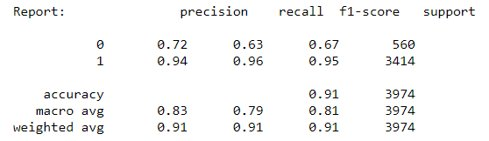 Report: precision recall f1-score support
0 0.72 0.63 0.67 560
1 0.94 0.96 0.95 3414
accuracy 0.91 3974
macro avg 0.83 0.79 0.81 3974
weighted avg 0.91 0.91 0.91 3974